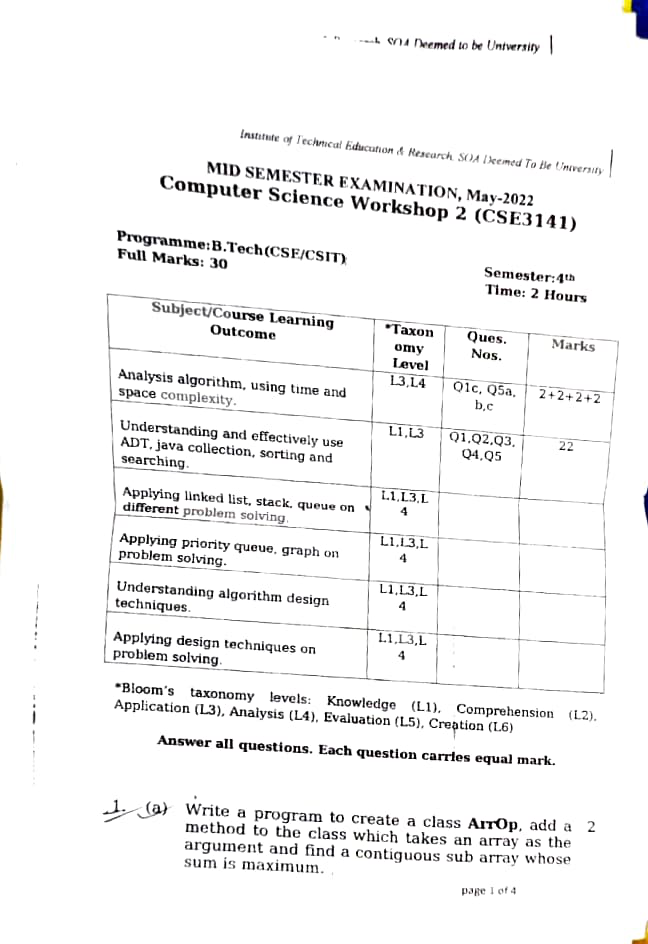 SOA Deemed to be University
Institute of Technical Education & Research, SOA Deemed To Be University
MID SEMESTER EXAMINATION, May-2022
Computer Science Workshop 2 (CSE3141)
Programme:B.Tech(CSE/CSIT)
Full Marks: 30
Semester:4th
Time: 2 Hours
Subject/Course Learning
Outcome
*Taxon
omy
Level
Ques.
Nos.
Marks
Analysis algorithm, using time and
space complexity.
L3,L4
Q1c, Q5a,
b,c
2+2+2+2
Understanding and effectively use
ADT, java collection, sorting and
searching.
L1,L3
Q1,Q2,Q3,
Q4,Q5
22
Applying linked list, stack, queue on
different problem solving.
L1,L3,L
4
Applying priority queue, graph on
problem solving.
L1,L3,L
4
Understanding algorithm design
techniques.
L1,L3,L
4
Applying design techniques on
problem solving.
L1,L3,L
4
*Bloom's taxonomy levels: Knowledge (L1), Comprehension (L2),
Application (L3), Analysis (L4), Evaluation (L5), Creation (L6)
Answer all questions. Each question carries equal mark.
1. (a) Write a program to create a class ArrOp, add a 2
method to the class which takes an array as the
argument and find a contiguous sub array whose
sum is maximum.
page 1 of 4